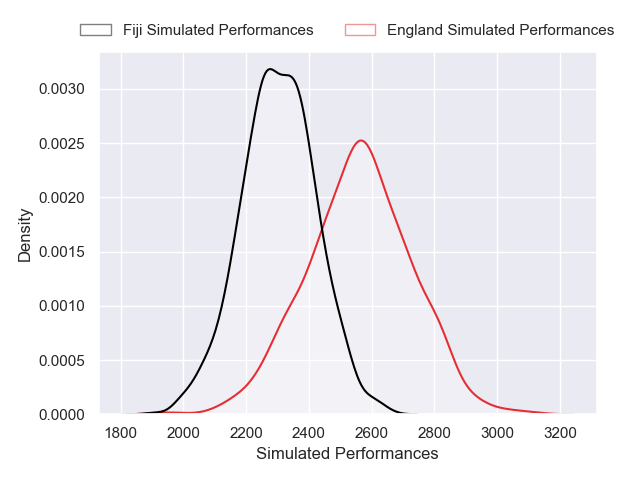 Fiji Simulated Performances England Simulated Performances
0.0030
0.0025
0.0020
0.0015
0.0010
0.0005
0.0000
Density
1800 2000 2200 2400 2600 2800 3000 3200
Simulated Performances